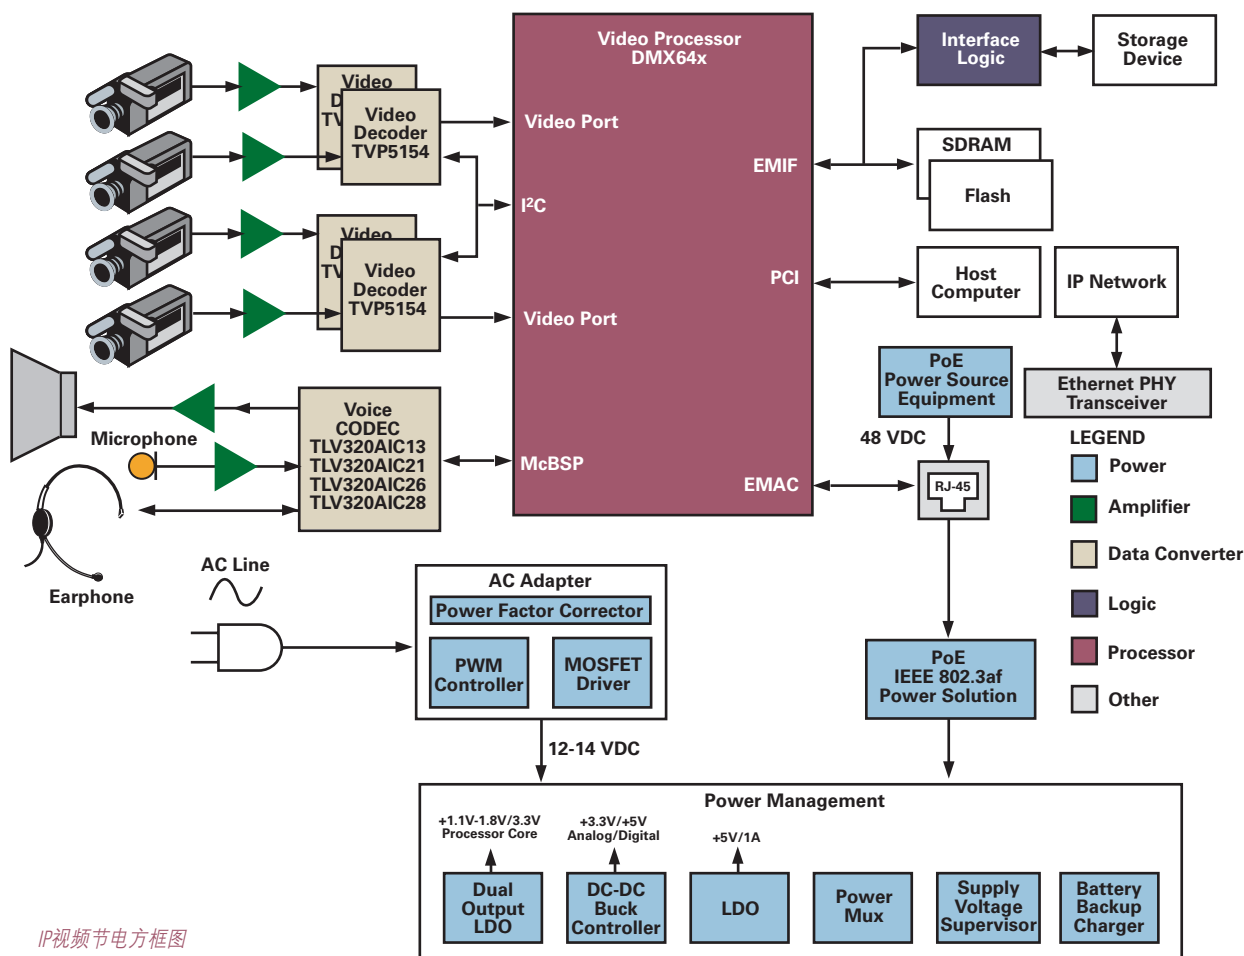 Video Processor
DMX64x
Video Port
I²C
Video Port
McBSP
EMIF
PCI
EMAC
Video
D
TV
Video
Decoder
TVP5154
Video
D
TV
Video
Decoder
TVP5154
Interface
Logic
Storage
Device
SDRAM
Flash
Host
Computer
IP Network
PoE
Power Source
Equipment
Ethernet PHY
Transceiver
48 VDC
RJ-45
LEGEND
Power
Amplifier
Data Converter
Logic
Processor
Other
Voice
CODEC
TLV320AIC13
TLV320AIC21
TLV320AIC26
TLV320AIC28
Microphone
Earphone
AC Line
AC Adapter
Power Factor Corrector
PWM
Controller
MOSFET
Driver
PoE
IEEE 802.3af
Power Solution
12-14 VDC
Power Management
+1.1V-1.8V/3.3V
Processor Core
+3.3V/+5V
Analog/Digital
+5V/1A
Dual
Output
LDO
DC-DC
Buck
Controller
LDO
Power
Mux
Supply
Voltage
Supervisor
Battery
Backup
Charger
IP视频节电方框图